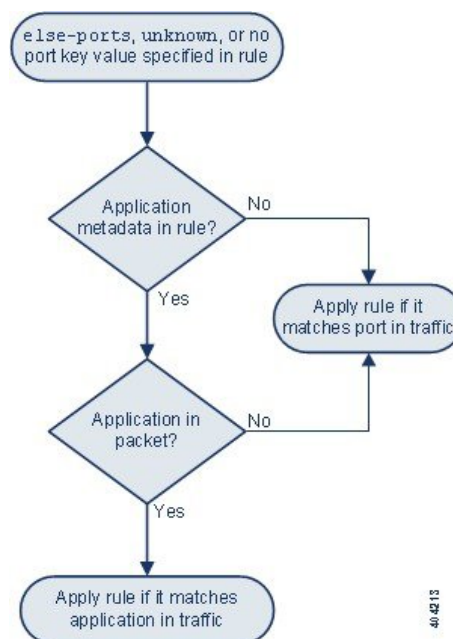 else-ports, unknown, or no
port key value specified in rule
Application
metadata in rule?
No
Yes
Apply rule if it
matches port in traffic
Application in
packet?
No
Yes
Apply rule if it matches
application in traffic
404213